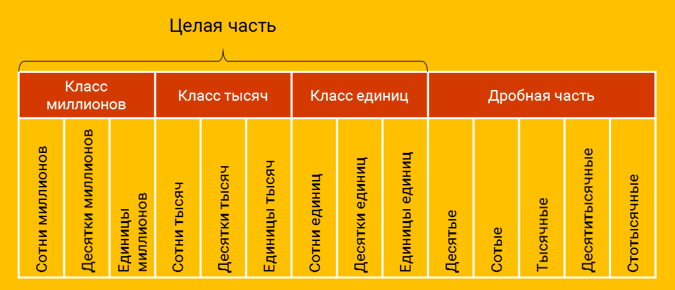 Целая часть
Класс
миллионов
Класс тысяч
Класс единиц
Дробная часть
Сотни миллионов
Десятки миллионов
Единицы
миллионов
Сотни тысяч
Десятки тысяч
Единицы тысяч
Сотни единиц
Десятки единиц
Единицы единиц
Десятые
Сотые
Тысячные
Десятитысячные
Стотысячные